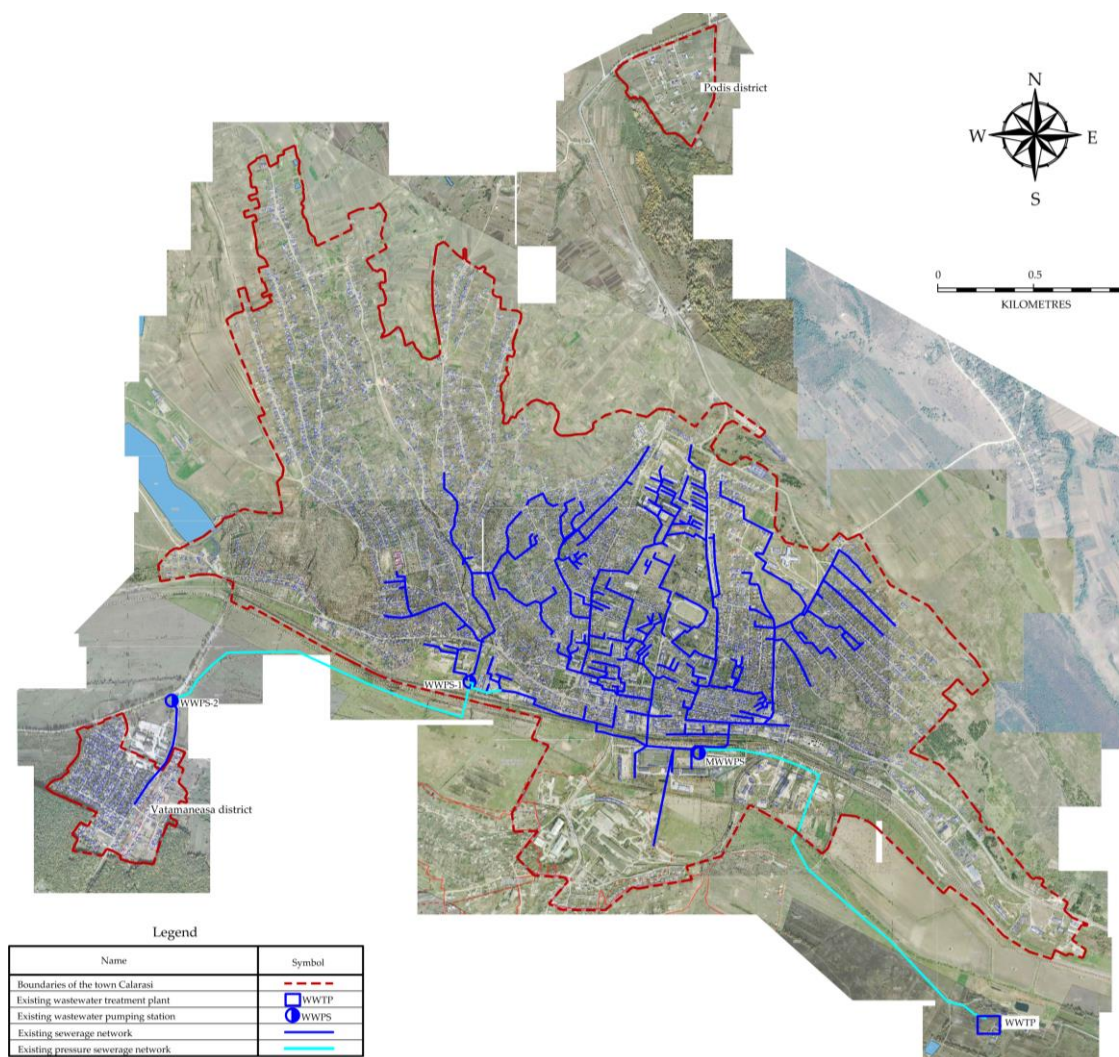 Podis district
N
W
E
S
0
0.5
KILOMETRES
WWPS-1
WWPS-2
MWWPS
Vatamaneasa district
WWTP
Legend
Name
Symbol
Boundaries of the town Calarasi
Existing wastewater treatment plant
WWTP
Existing wastewater pumping station
WWPS
Existing sewerage network
Existing pressure sewerage network